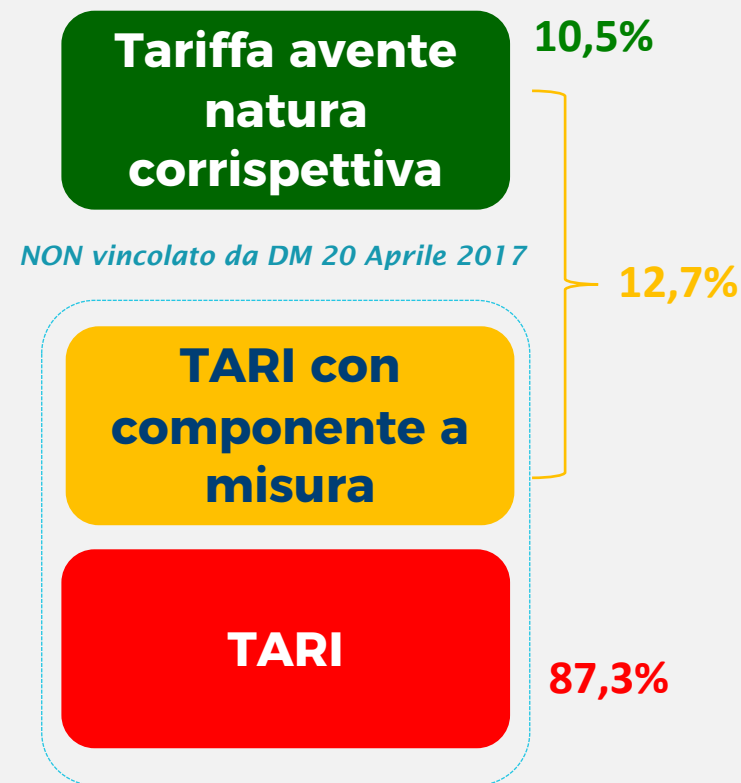 Tariffa avente
natura
corrispettiva
10,5%
NON vincolato da DM 20 Aprile 2017
12,7%
TARI con
componente a
misura
TARI
87,3%